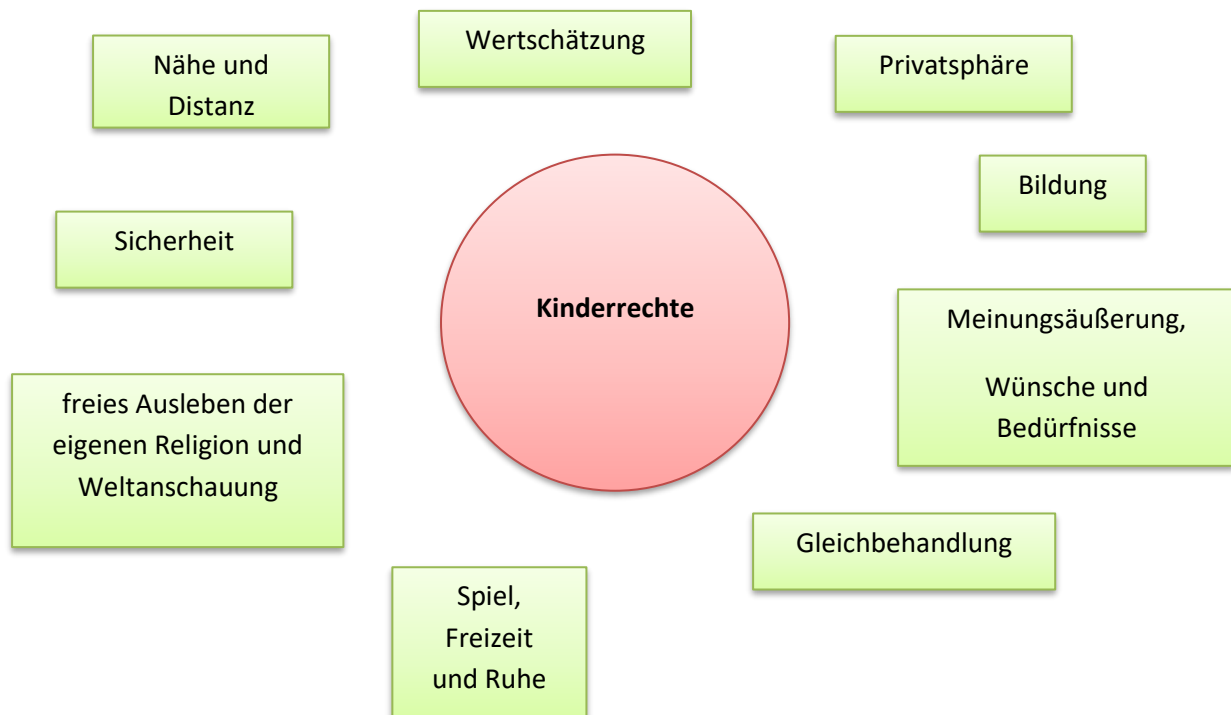 Wertschätzung
Nähe und
Distanz
Privatsphäre
Bildung
Sicherheit
Kinderrechte
Meinungsäußerung,
Wünsche und
Bedürfnisse
freies Ausleben der
eigenen Religion und
Weltanschauung
Gleichbehandlung
Spiel,
Freizeit
und Ruhe